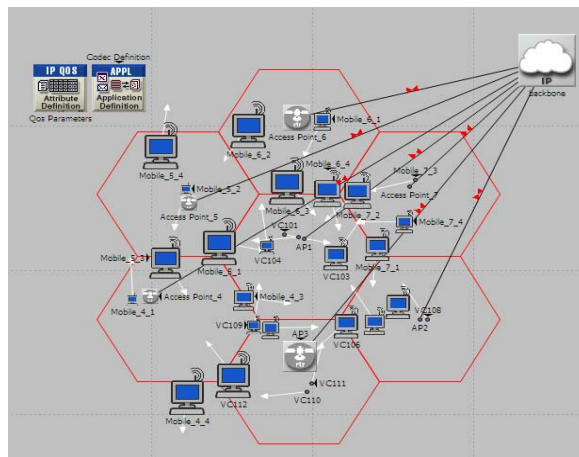 Codec Definition
IP QOS
APPL
Attribute
Definition
Application
Definition
Qos Parameters
IP
backbone
Mobile_6_1
Access Point_6
Mobile_5_4
Mobile_6_2
Mobile_6_4
Mobile_7_3
Mobile_5_2
Access Point_7
Access Point_5
Mobile_6_3
Mobile_7_2
Mobile_7_4
VC101
AP1
Mobile_5_3
Mobile_6_1
VC104
VC103
Mobile_7_1
Access Point_4
Mobile_4_3
Mobile_4_1
VC108
AP2
VC109
AP3
rtr
VC106
VC111
VC112
VC110
Mobile_4_4